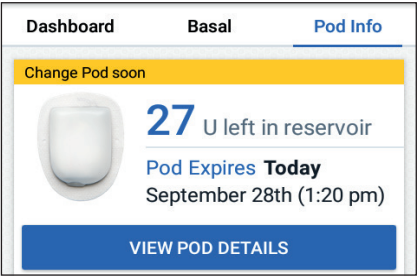 Dashboard Basal Pod Info
Change Pod soon
27 U left in reservoir
Pod Expires Today
September 28th (1:20 pm)
VIEW POD DETAILS